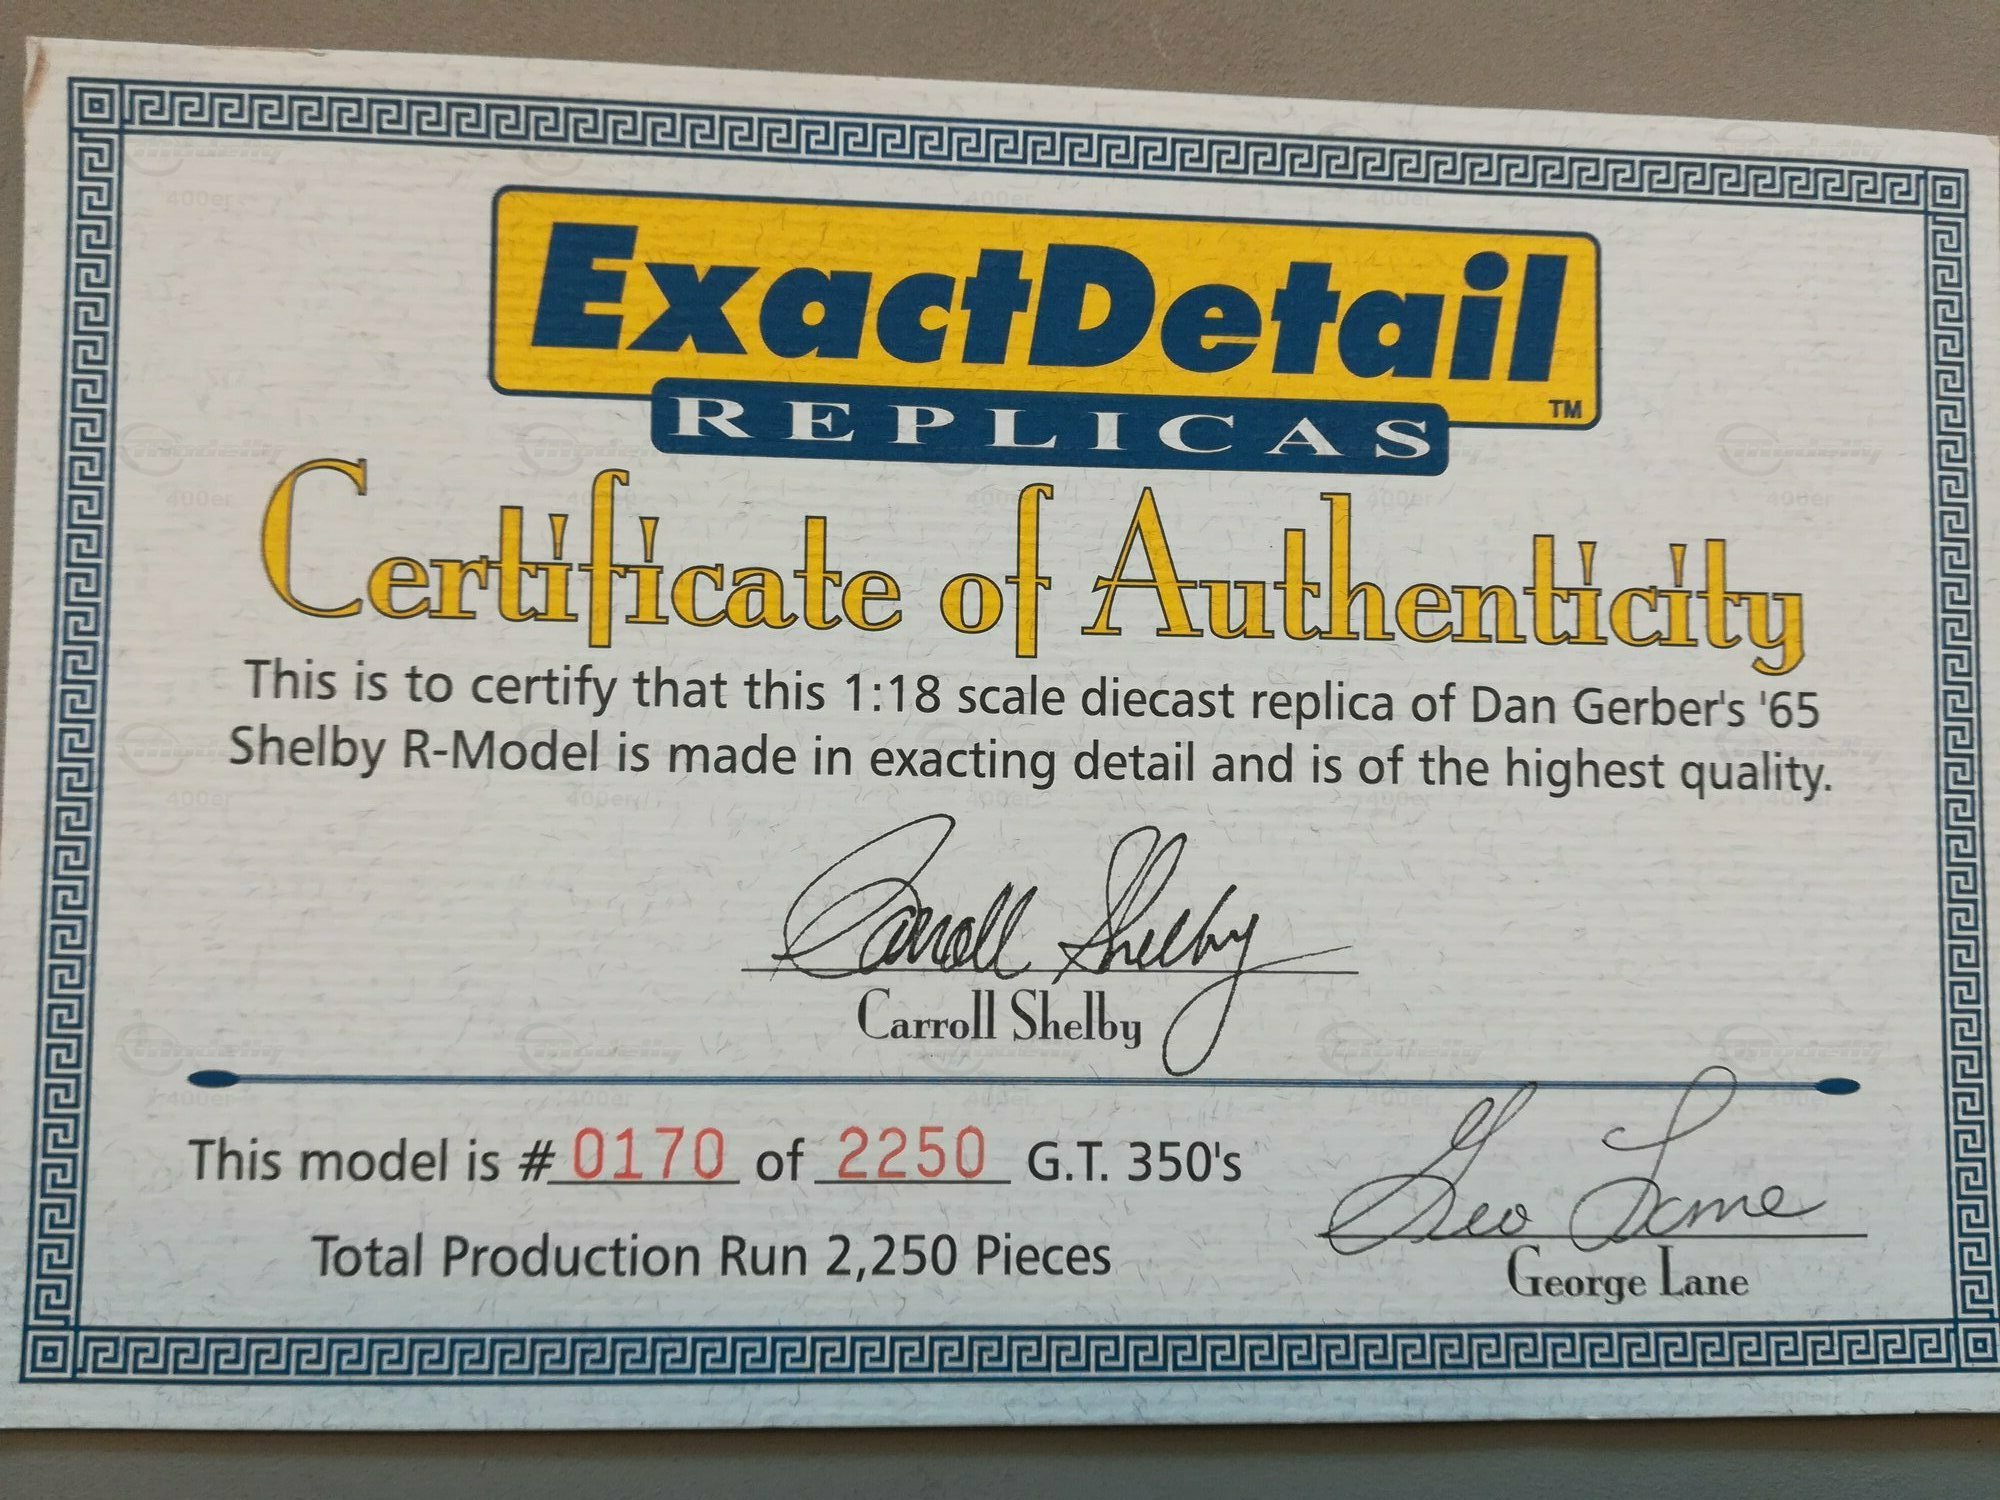 ExactDetail
TM
REPLICAS
Certificate of Authenticity
This is to certify that this 1:18 scale diecast replica of Dan Gerber's '65
Shelby R-Model is made in exacting detail and is of the highest quality.
Carroll Shelby
Carroll Shelby
This model is # 0170 of 2250 G.T. 350's
Geo Lane
George Lane
Total Production Run 2,250 Pieces